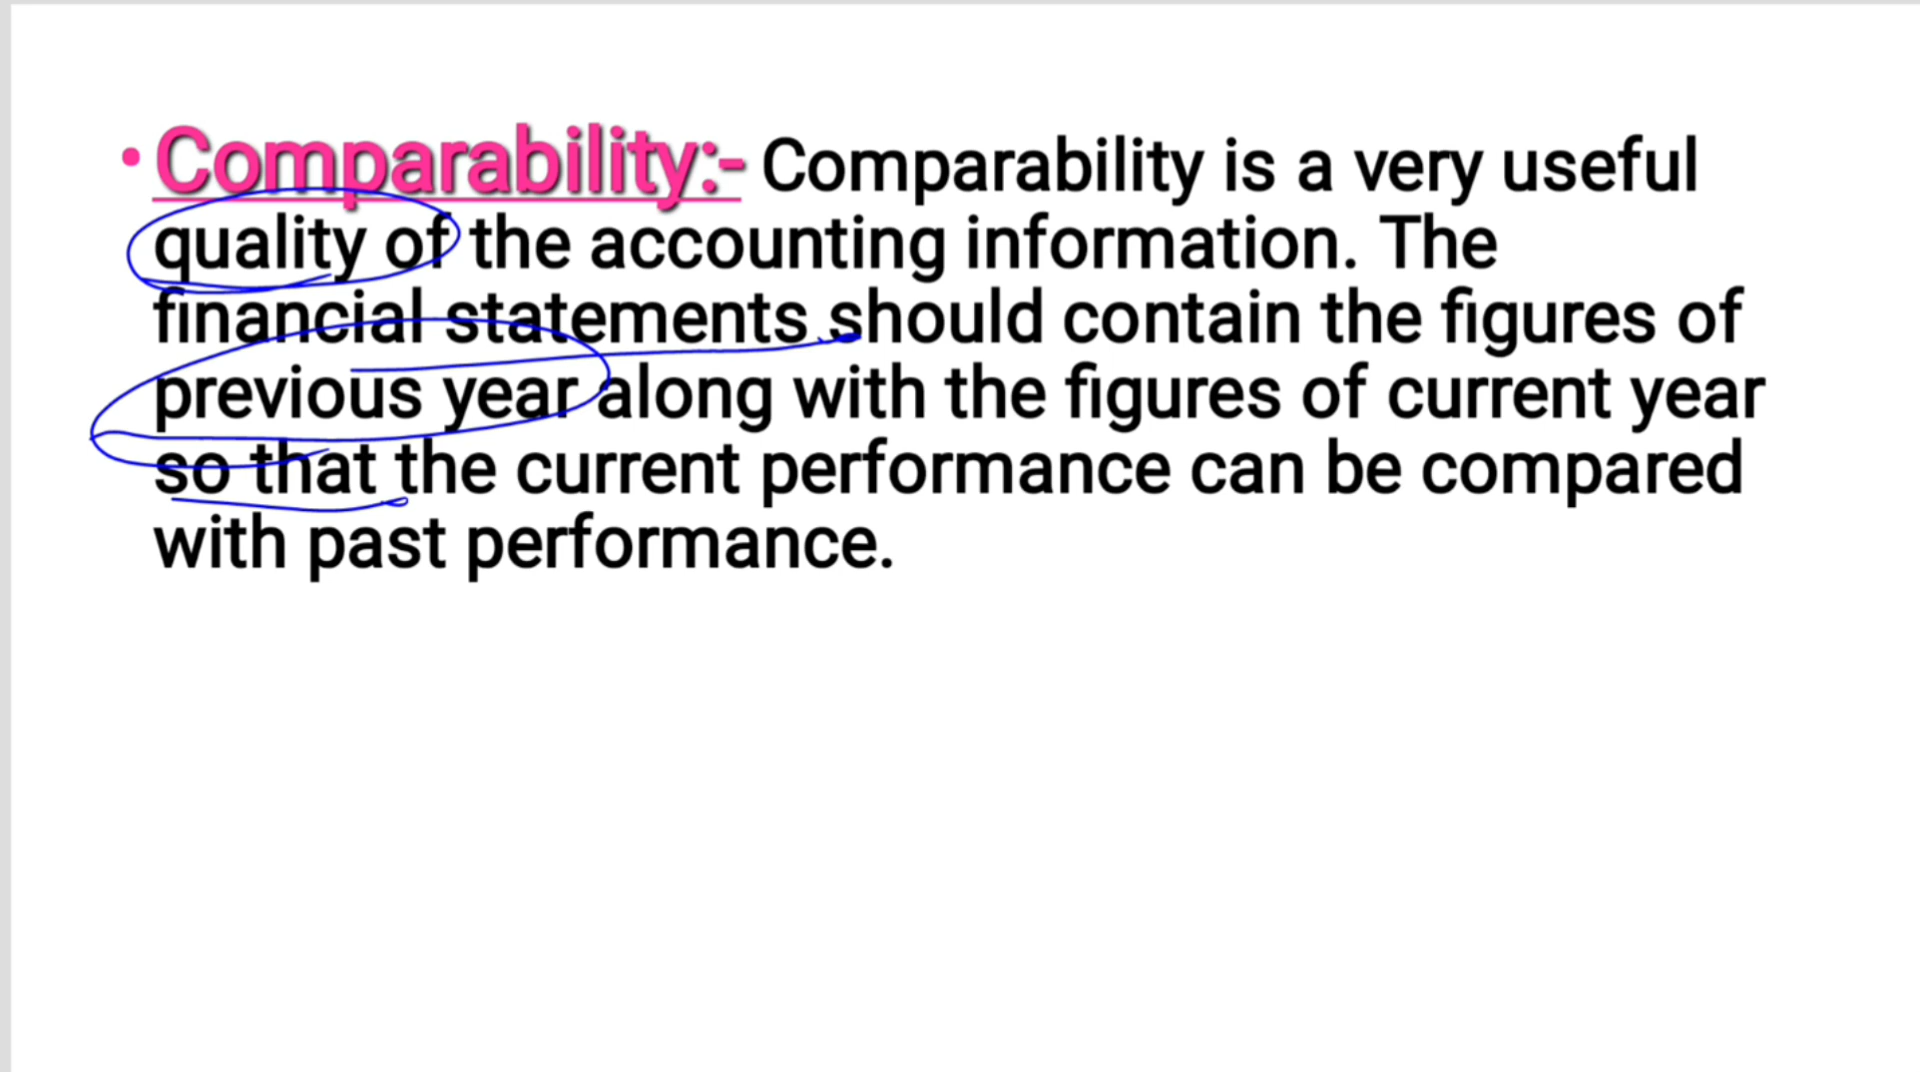 • Comparability:- Comparability is a very useful
quality of the accounting information. The
financial statements should contain the figures of
previous year along with the figures of current year
so that the current performance can be compared
with past performance.